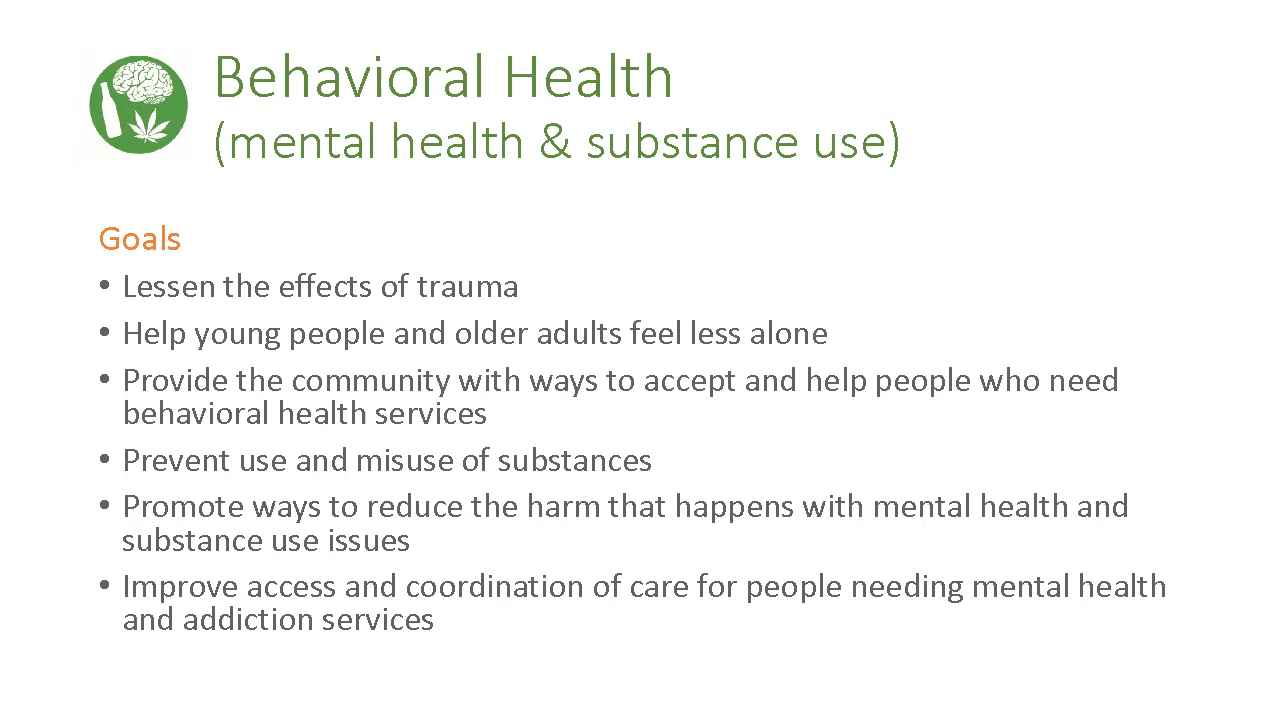 Behavioral Health
(mental health & substance use)
Goals
• Lessen the effects of trauma
• Help young people and older adults feel less alone
• Provide the community with ways to accept and help people who need
behavioral health services
• Prevent use and misuse of substances
• Promote ways to reduce the harm that happens with mental health and
substance use issues
• Improve access and coordination of care for people needing mental health
and addiction services